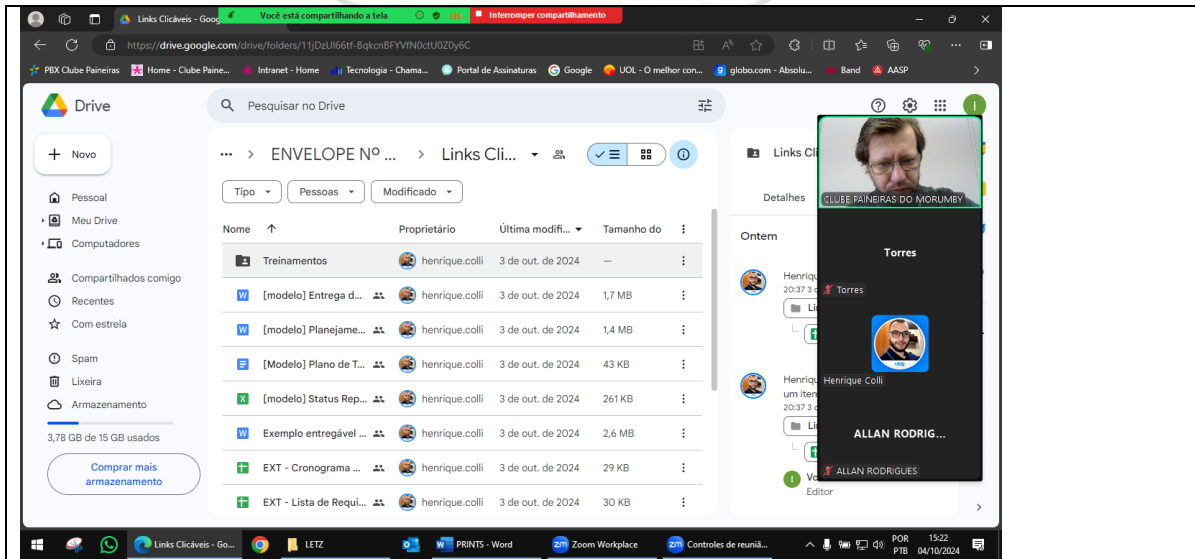 Links Clicáveis - Goog
Você está compartilhando a tela
Interromper compartilhamento
https://drive.google.com/drive/folders/11jDzUI66tf-BqkcnBFYVfN0ctU0Z0y6C
PBX Clube Paineiras
Home - Clube Paine...
Intranet - Home
Tecnologia - Chama...
Portal de Assinaturas
Google
UOL - O melhor con...
globo.com - Absolu...
Band
AASP
Drive
Pesquisar no Drive
Novo
ENVELOPE Nº ...
Links Cli...
Links Cli
Tipo
Pessoas
Modificado
Detalhes
CLUBE PAINEIRAS DO MORUMBY
Pessoal
Meu Drive
Computadores
Compartilhados comigo
Recentes
Com estrela
Spam
Lixeira
Armazenamento
3,78 GB de 15 GB usados
Comprar mais
armazenamento
Nome
Proprietário
Última modifi...
Tamanho do
Treinamentos henrique.colli 3 de out. de 2024 —
[modelo] Entrega d... henrique.colli 3 de out. de 2024 1,7 MB
[modelo] Planejame... henrique.colli 3 de out. de 2024 1,4 MB
[Modelo] Plano de T... henrique.colli 3 de out. de 2024 43 KB
[modelo] Status Rep... henrique.colli 3 de out. de 2024 261 KB
Exemplo entregável ... henrique.colli 3 de out. de 2024 2,6 MB
EXT - Cronograma ... henrique.colli 3 de out. de 2024 29 KB
EXT - Lista de Requi... henrique.colli 3 de out. de 2024 30 KB
Ontem
Henriqu
20:37 3 d
Li
Henriqu
um item
20:37 3 d
Li
Vo
Editor
Torres
Torres
Henrique Colli
ALLAN RODRIG...
ALLAN RODRIGUES
Links Clicáveis - Go...
LETZ
PRINTS - Word
Zoom Workplace
Controles de reuniã...
POR
PTB
15:22
04/10/2024